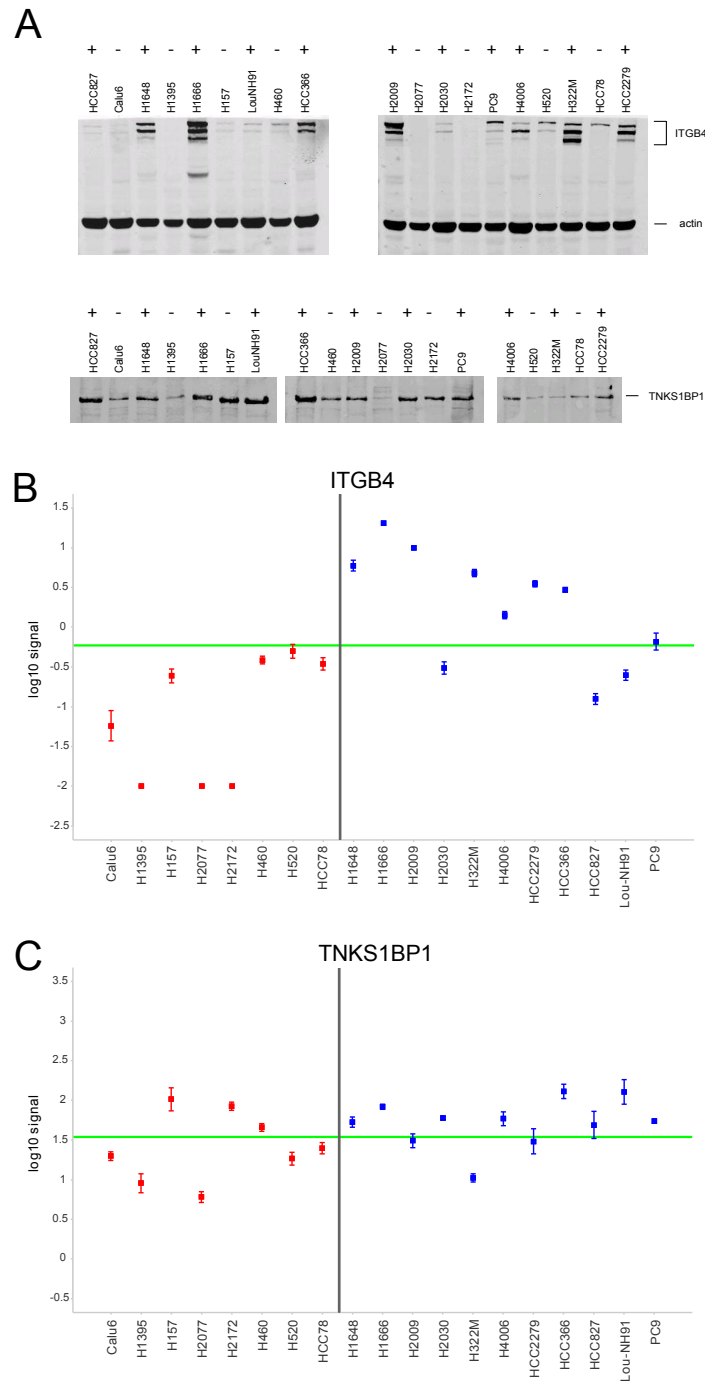 A
+ - + - + - + - +
HCC827 Calu6 H1648 H1395 H1666 H157 LouNH91 H460 HCC366
+ - + - + + - + - +
H2009 H2077 H2030 H2172 PC9 H4006 H520 H322M HCC78 HCC2279
ITGB4
actin
+ - + - + - +
HCC827 Calu6 H1648 H1395 H1666 H157 LouNH91
+ - + - + - +
HCC366 H460 H2009 H2077 H2030 H2172 PC9
+ - + - +
H4006 H520 H322M HCC78 HCC2279
TNKS1BP1
B
ITGB4
log10 signal
1.5
1
0.5
0
-0.5
-1
-1.5
-2
-2.5
Calu6 H1395 H157 H2077 H2172 H460 H520 HCC78 H1648 H1666 H2009 H2030 H322M H4006 HCC2279 HCC366 HCC827 Lou-NH91 PC9
C
TNKS1BP1
log10 signal
3.5
3
2.5
2
1.5
1
0.5
0
-0.5
Calu6 H1395 H157 H2077 H2172 H460 H520 HCC78 H1648 H1666 H2009 H2030 H322M H4006 HCC2279 HCC366 HCC827 Lou-NH91 PC9